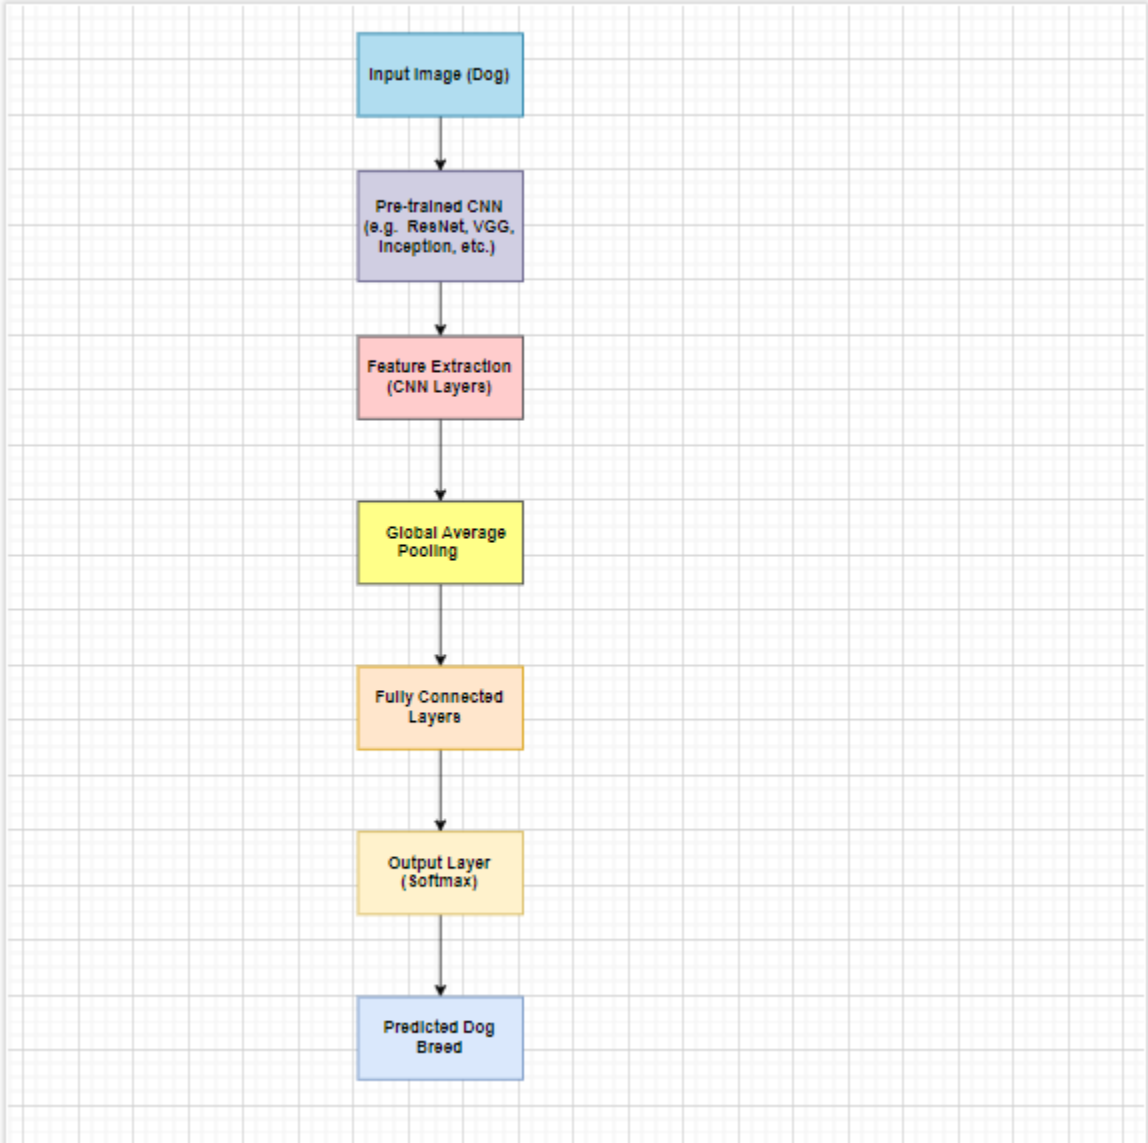 Input Image (Dog)
Pre-trained CNN
(e.g. ResNet, VGG,
Inception, etc.)
Feature Extraction
(CNN Layers)
Global Average
Pooling
Fully Connected
Layers
Output Layer
(Softmax)
Predicted Dog
Breed